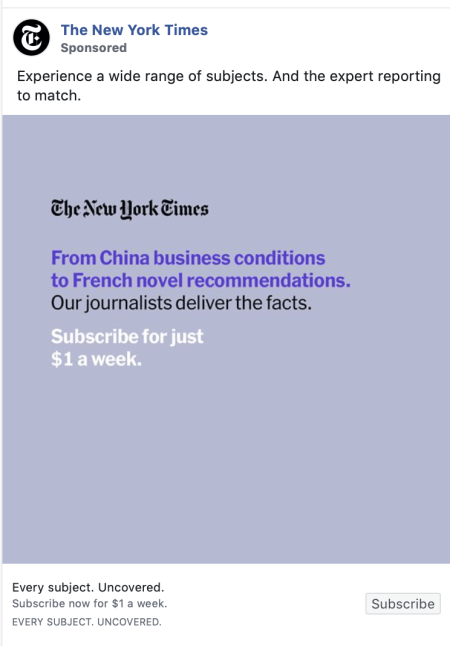 The New York Times
Sponsored
Experience a wide range of subjects. And the expert reporting
to match.
The New York Times
From China business conditions
to French novel recommendations.
Our journalists deliver the facts.
Subscribe for just
$1 a week.
Every subject. Uncovered.
Subscribe now for $1 a week.
EVERY SUBJECT. UNCOVERED.
Subscribe